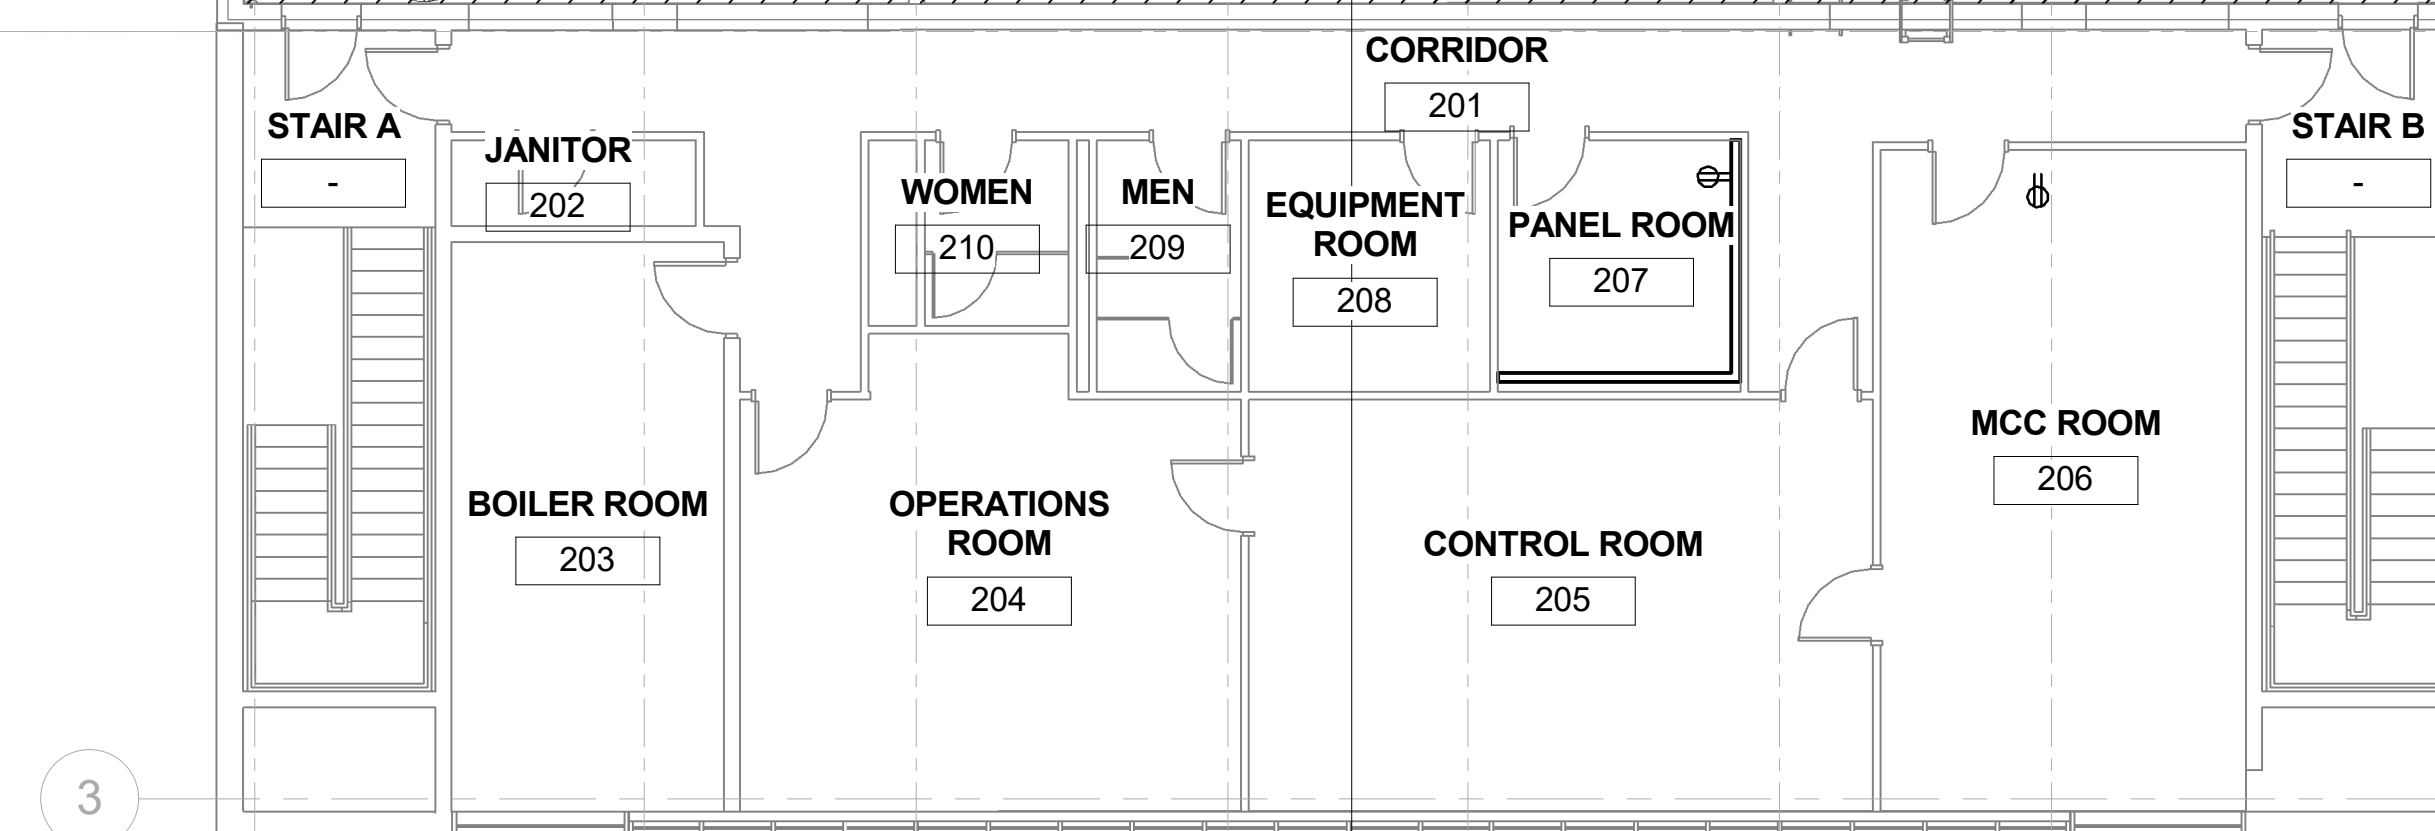 CORRIDOR
201
STAIR A
-
JANITOR
202
WOMEN
210
MEN
209
EQUIPMENT
ROOM
208
PANEL ROOM
207
STAIR B
-
BOILER ROOM
203
OPERATIONS
ROOM
204
CONTROL ROOM
205
MCC ROOM
206
3